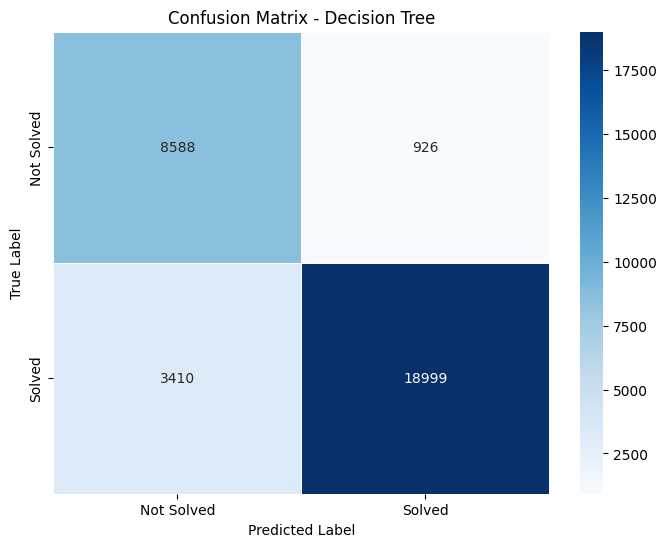 Confusion Matrix - Decision Tree
True Label
Not Solved
8588
926
Solved
3410
18999
Not Solved
Solved
Predicted Label
17500
15000
12500
10000
7500
5000
2500